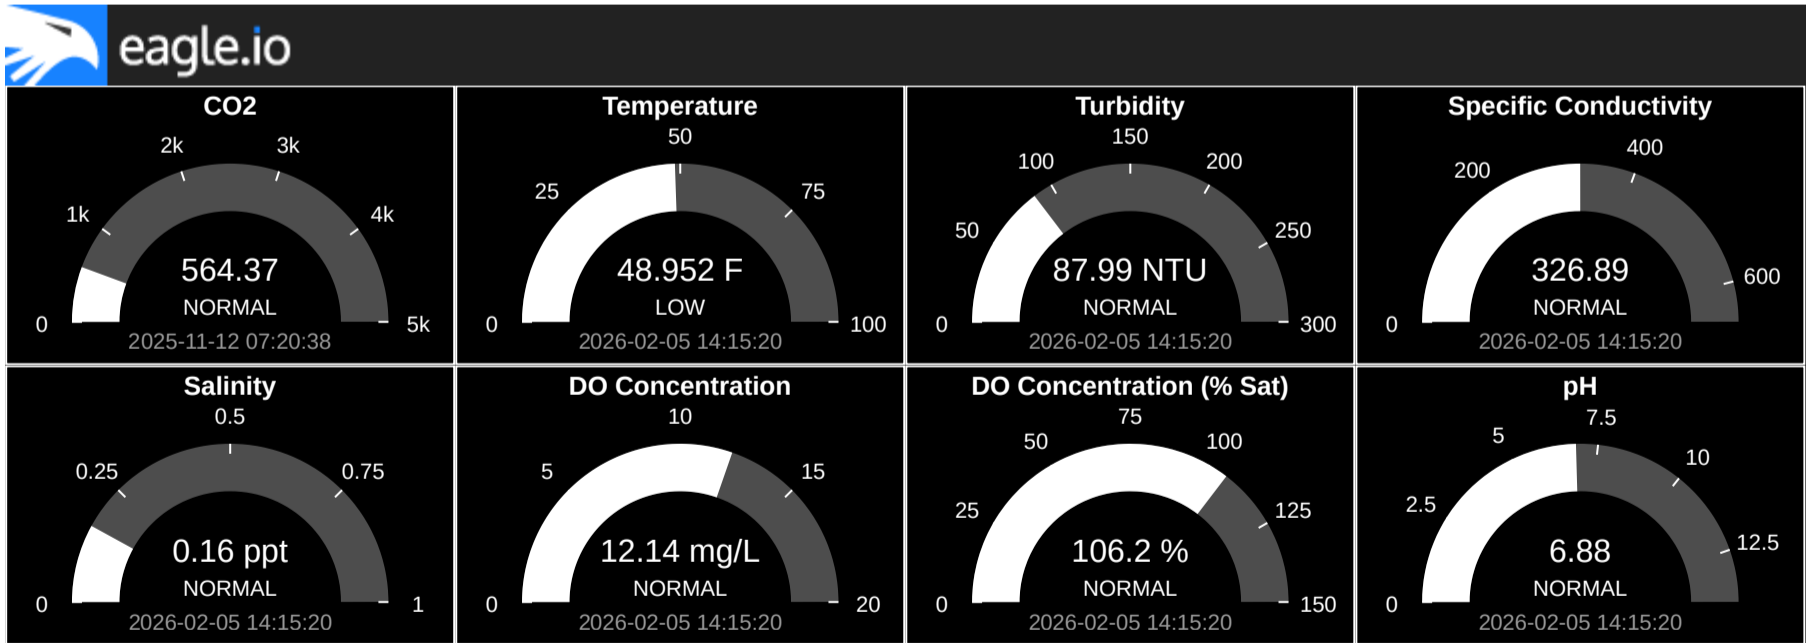 eagle.io
CO2
0
1k
2k
3k
4k
5k
564.37
NORMAL
2025-11-12 07:20:38
Temperature
0
25
50
75
100
48.952 F
LOW
2026-02-05 14:15:20
Turbidity
0
50
100
150
200
250
300
87.99 NTU
NORMAL
2026-02-05 14:15:20
Specific Conductivity
0
200
400
600
326.89
NORMAL
2026-02-05 14:15:20
Salinity
0
0.25
0.5
0.75
1
0.16 ppt
NORMAL
2026-02-05 14:15:20
DO Concentration
0
5
10
15
20
12.14 mg/L
NORMAL
2026-02-05 14:15:20
DO Concentration (% Sat)
0
25
50
75
100
125
150
106.2 %
NORMAL
2026-02-05 14:15:20
pH
0
2.5
5
7.5
10
12.5
6.88
NORMAL
2026-02-05 14:15:20